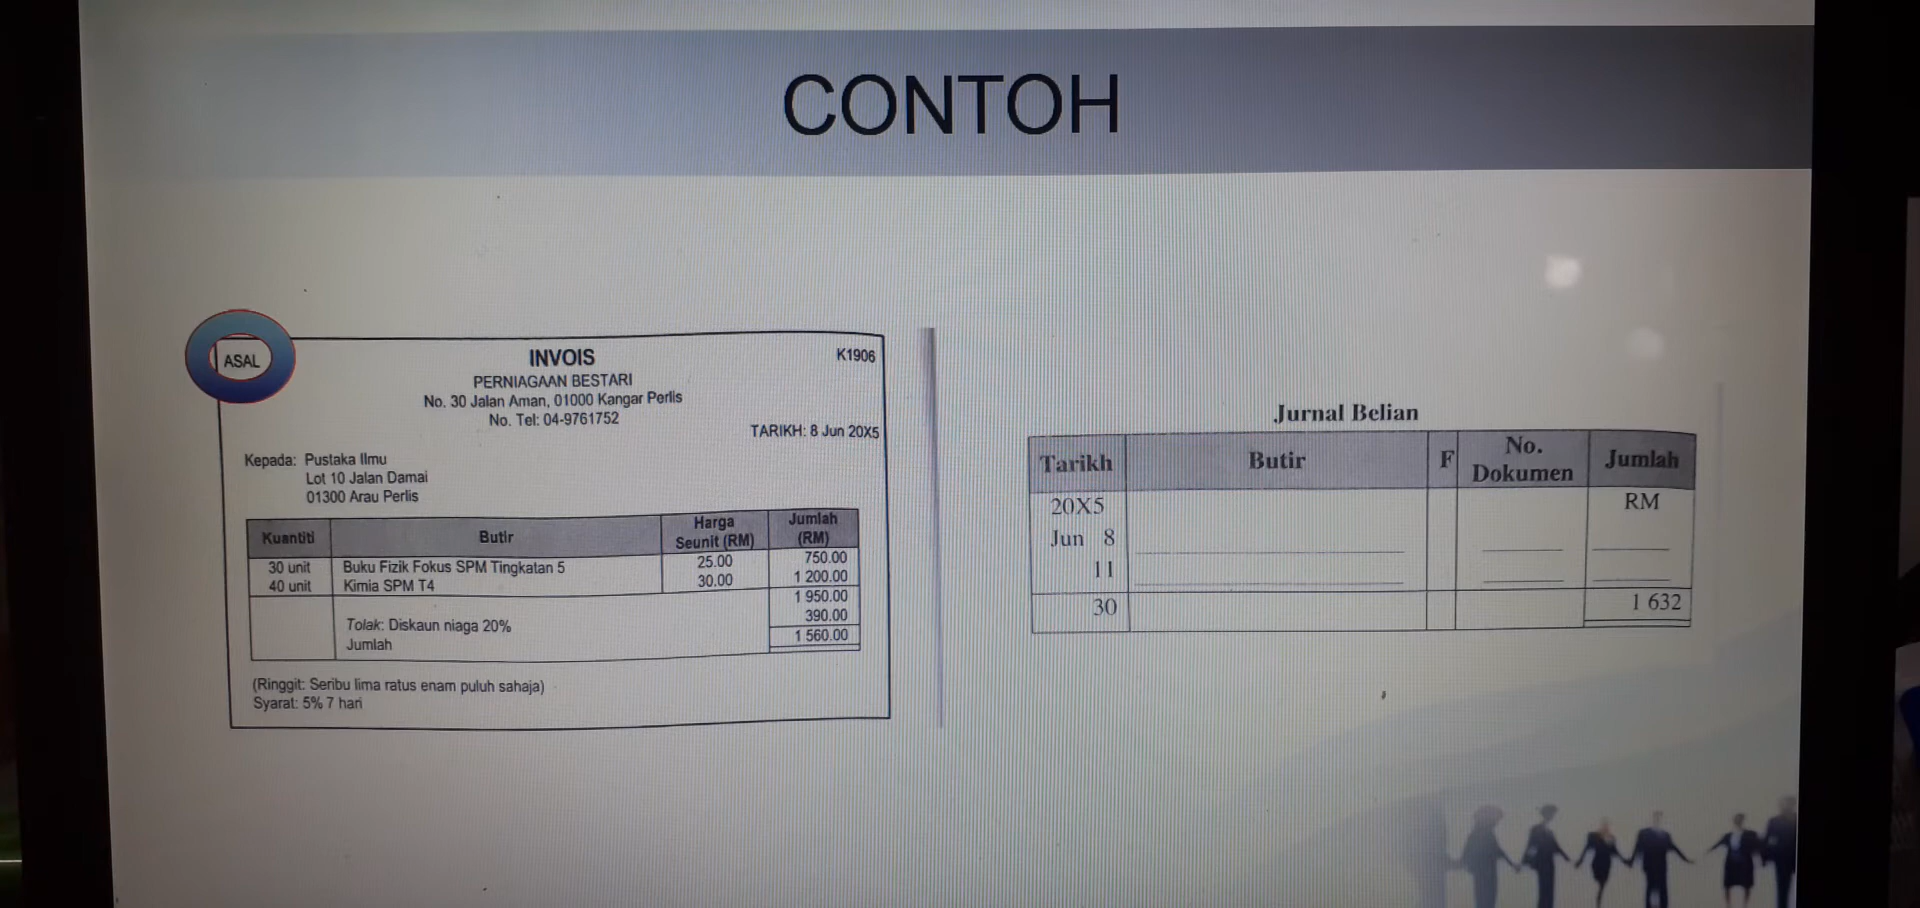 CONTOH
ASAL
INVOIS
K1906
PERNIAGAAN BESTARI
No. 30 Jalan Aman, 01000 Kangar Perlis
No. Tel: 04-9761752
TARIKH: 8 Jun 20X5
Kepada: Pustaka Ilmu
Lot 10 Jalan Damai
01300 Arau Perlis
Kuantiti Butir Harga Seunit (RM) Jumlah (RM)
30 unit Buku Fizik Fokus SPM Tingkatan 5 25.00 750.00
40 unit Kimia SPM T4 30.00 1 200.00
1 950.00
Tolak: Diskaun niaga 20% 390.00
Jumlah 1 560.00
(Ringgit: Seribu lima ratus enam puluh sahaja)
Syarat: 5% 7 hari
Jurnal Belian
Tarikh Butir F No. Dokumen Jumlah
20X5 RM
Jun 8
11
30 1 632